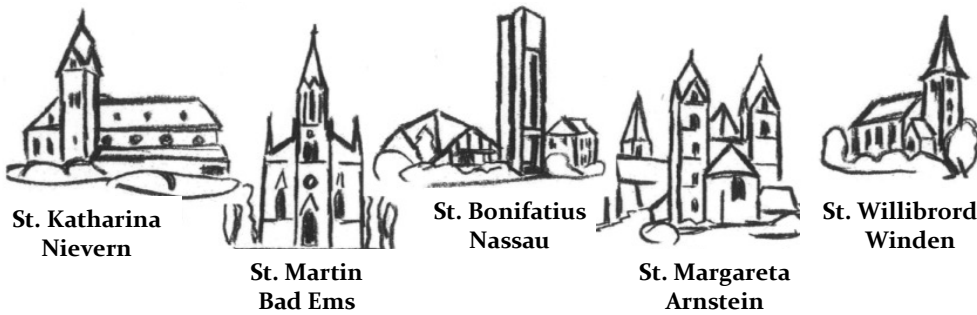 St. Katharina
Nievern
St. Martin
Bad Ems
St. Bonifatius
Nassau
St. Margareta
Arnstein
St. Willibrord
Winden